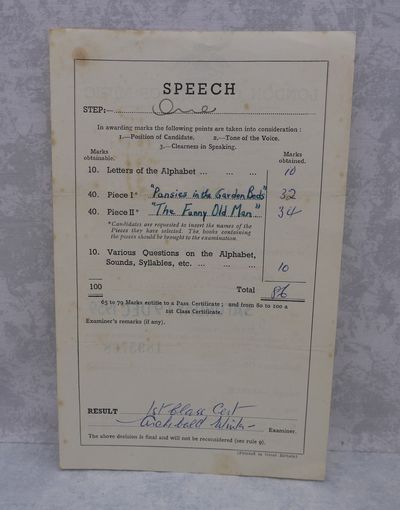 SPEECH
STEP:— One
In awarding marks the following points are taken into consideration :
1.—Position of Candidate. 2.—Tone of the Voice.
3.—Clearness in Speaking.
Marks obtainable. Marks obtained.
10. Letters of the Alphabet ... ... ... 10
40. Piece I* "Pansies in the Garden Beds" 32
40. Piece II* "The Funny Old Man" 34
*Candidates are requested to insert the names of the
Pieces they have selected. The books containing
the pieces should be brought to the examination.
10. Various Questions on the Alphabet,
Sounds, Syllables, etc. ... ... ... 10
100 Total 86
65 to 79 Marks entitle to a Pass Certificate ; and from 80 to 100 a
1st Class Certificate.
Examiner's remarks (if any).
RESULT 1st Class Cert
Archibald Winter Examiner.
The above decision is final and will not be reconsidered (see rule 9).
(Printed in Great Britain)